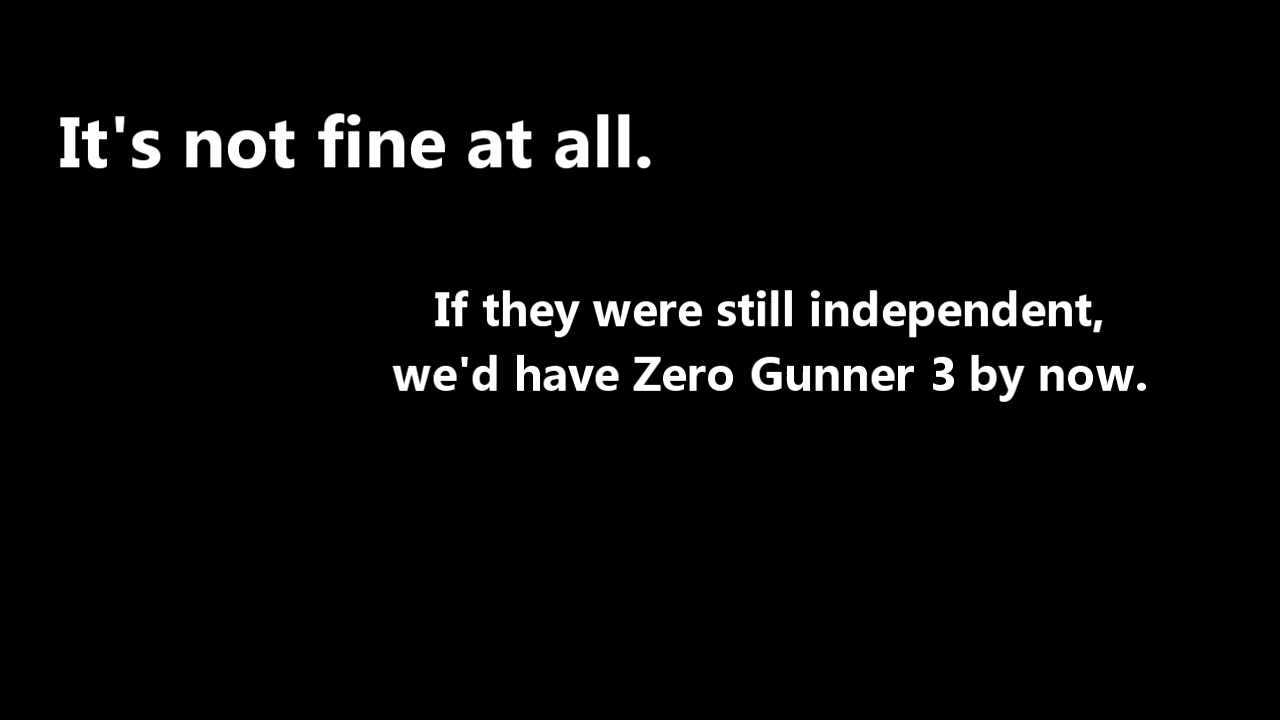 It's not fine at all.
If they were still independent,
we'd have Zero Gunner 3 by now.